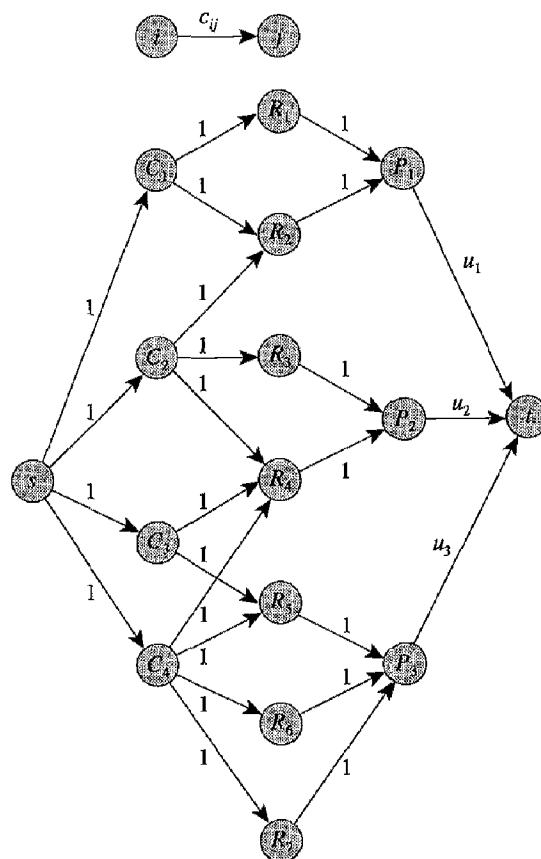 c_ij
i j
R_1
1 1
C_1 P_1
1 1
R_2
u_1
1
1
C_2 1 R_3
1 1
1 P_2 u_2 t
s R_4 1
1 1
C_3 1 u_3
1 R_5
1 1
C_4 1 P_3
1 1
R_6
1 1
R_7